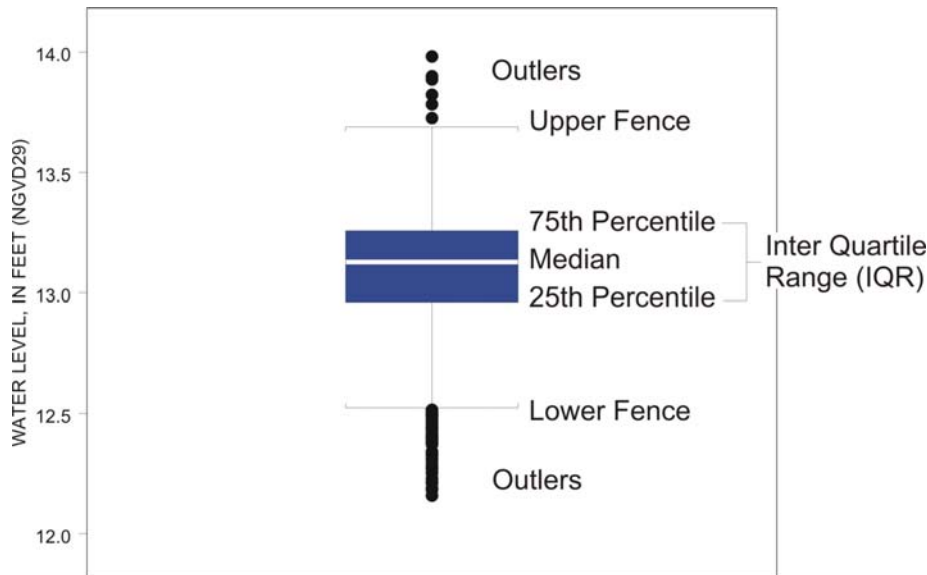 WATER LEVEL, IN FEET (NGVD29)
14.0
13.5
13.0
12.5
12.0
Outlers
Upper Fence
75th Percentile
Median
25th Percentile
Inter Quartile
Range (IQR)
Lower Fence
Outlers